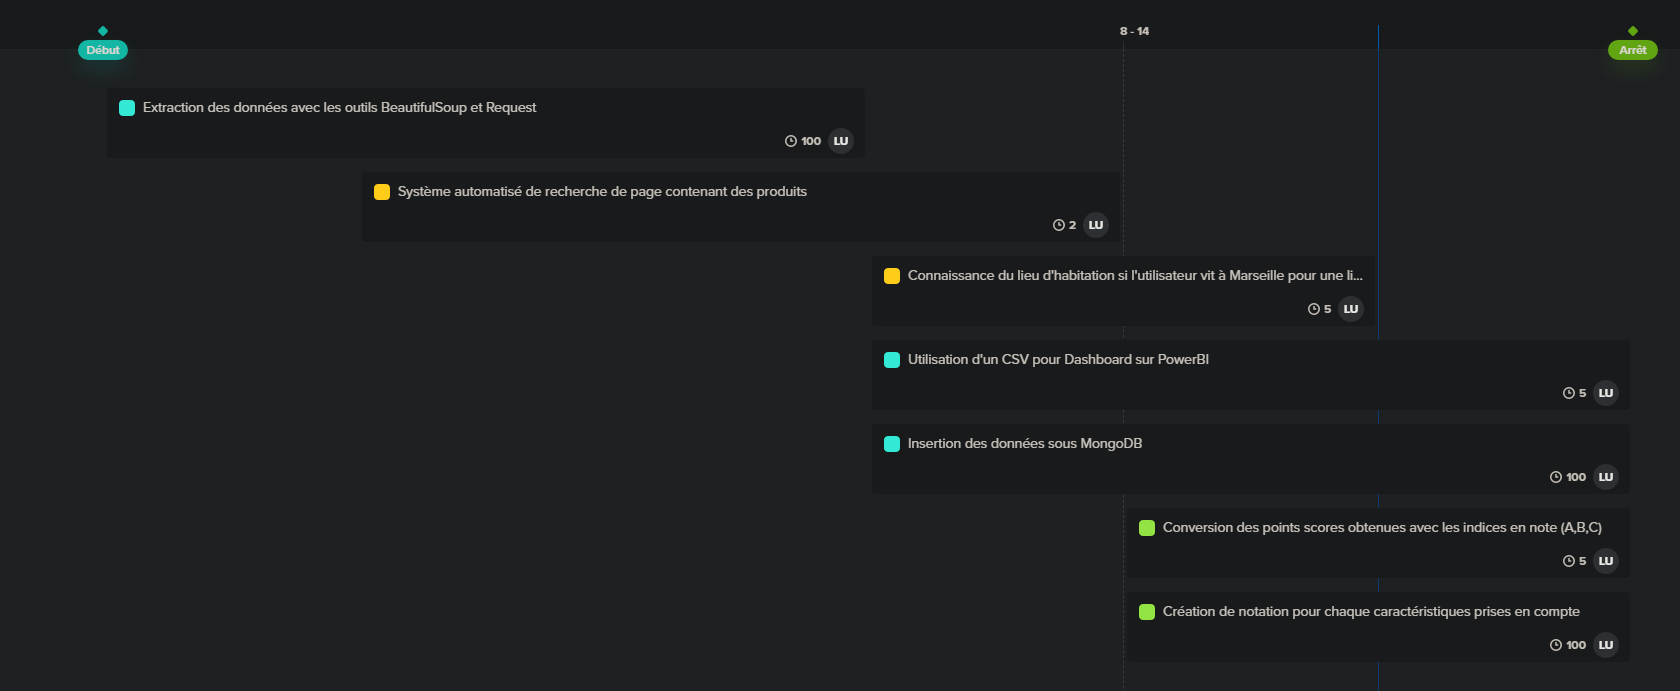 8 - 14
Début
Arrêt
Extraction des données avec les outils BeautifulSoup et Request
100 LU
Système automatisé de recherche de page contenant des produits
2 LU
Connaissance du lieu d'habitation si l'utilisateur vit à Marseille pour une li...
5 LU
Utilisation d'un CSV pour Dashboard sur PowerBI
5 LU
Insertion des données sous MongoDB
100 LU
Conversion des points scores obtenues avec les indices en note (A,B,C)
5 LU
Création de notation pour chaque caractéristiques prises en compte
100 LU